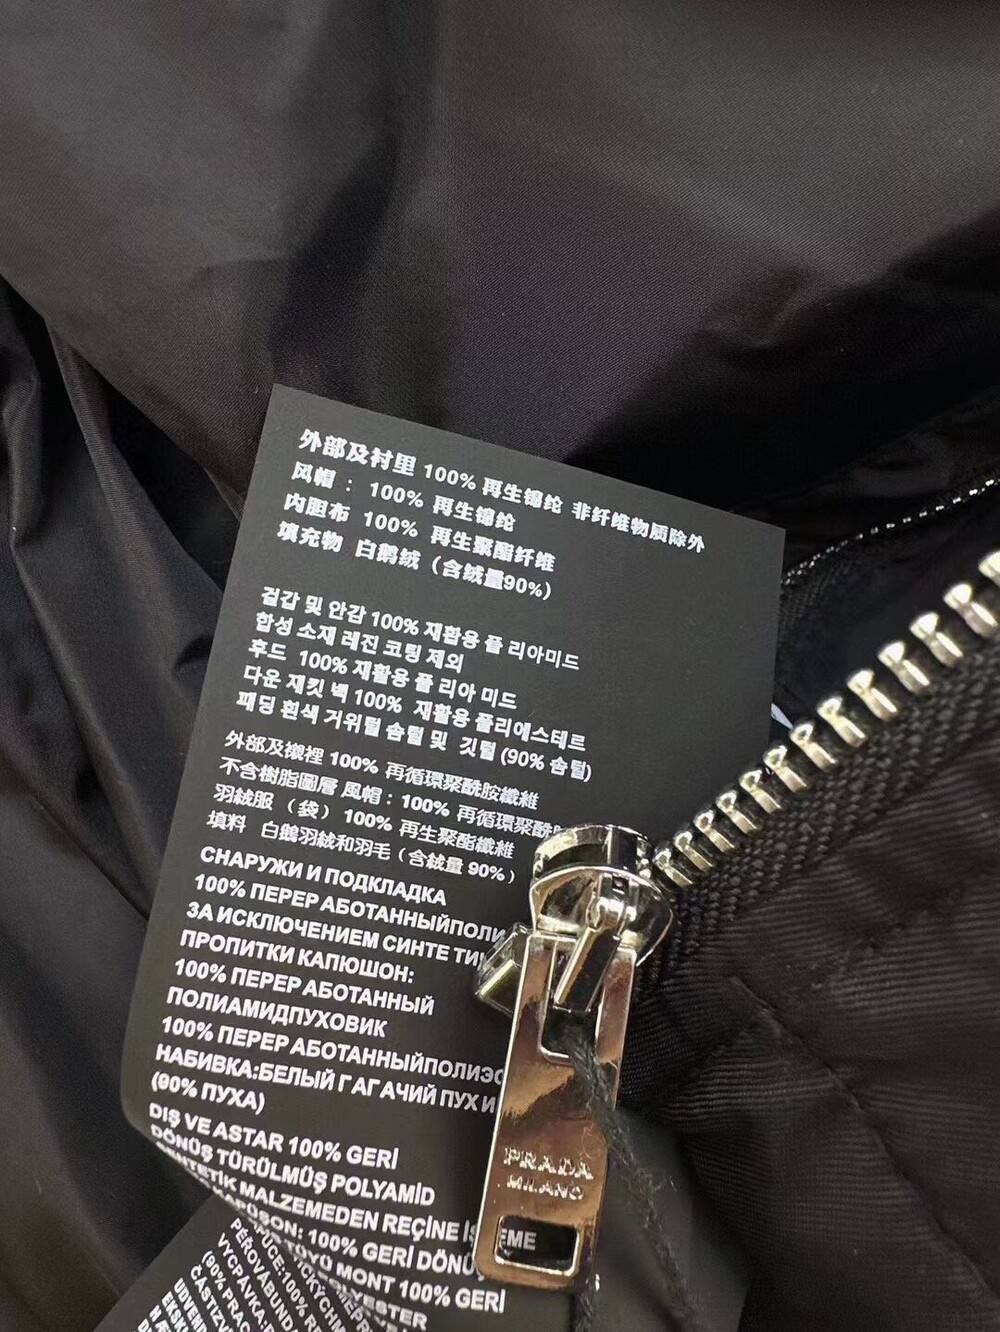 外部及衬里 100% 再生锦纶 非纤维物质除外
风帽： 100% 再生锦纶
内胆布 100% 再生聚酯纤维
填充物 白鹅绒（含绒量90%）
겉감 및 안감 100% 재활용 폴 리아미드
합성 소재 레진 코팅 제외
후드 100% 재활용 폴 리아 미드
다운 재킷 백 100% 재활용 폴리에스테르
패딩 흰색 거위털 솜털 및 깃털 (90% 솜털)
外部及襯裡 100% 再循環聚酰胺纖維
不含樹脂圖層 風帽：100% 再循環聚酰
羽絨服 （袋） 100% 再生聚酯纖維
填料 白鵝羽絨和羽毛（含絨量 90%）
СНАРУЖИ И ПОДКЛАДКА
100% ПЕРЕР АБОТАННЫЙПОЛИ
ЗА ИСКЛЮЧЕНИЕМ СИНТЕ
ПРОПИТКИ КАПЮШОН:
100% ПЕРЕР АБОТАННЫЙ
ПОЛИАМИДПУХОВИК
100% ПЕРЕР АБОТАННЫЙПОЛИЭ
НАБИВКА:БЕЛЫЙ Г АГАЧИЙ ПУХ И
(90% ПУХА)
DIŞ VE ASTAR 100% GERİ
DÖNÜŞ TÜRÜLMÜŞ POLYAMİD
MALZEMEDEN REÇİNE
EME
100% GERİ DÖNÜ
MONT 100% GERİ
PRADA
MILANO